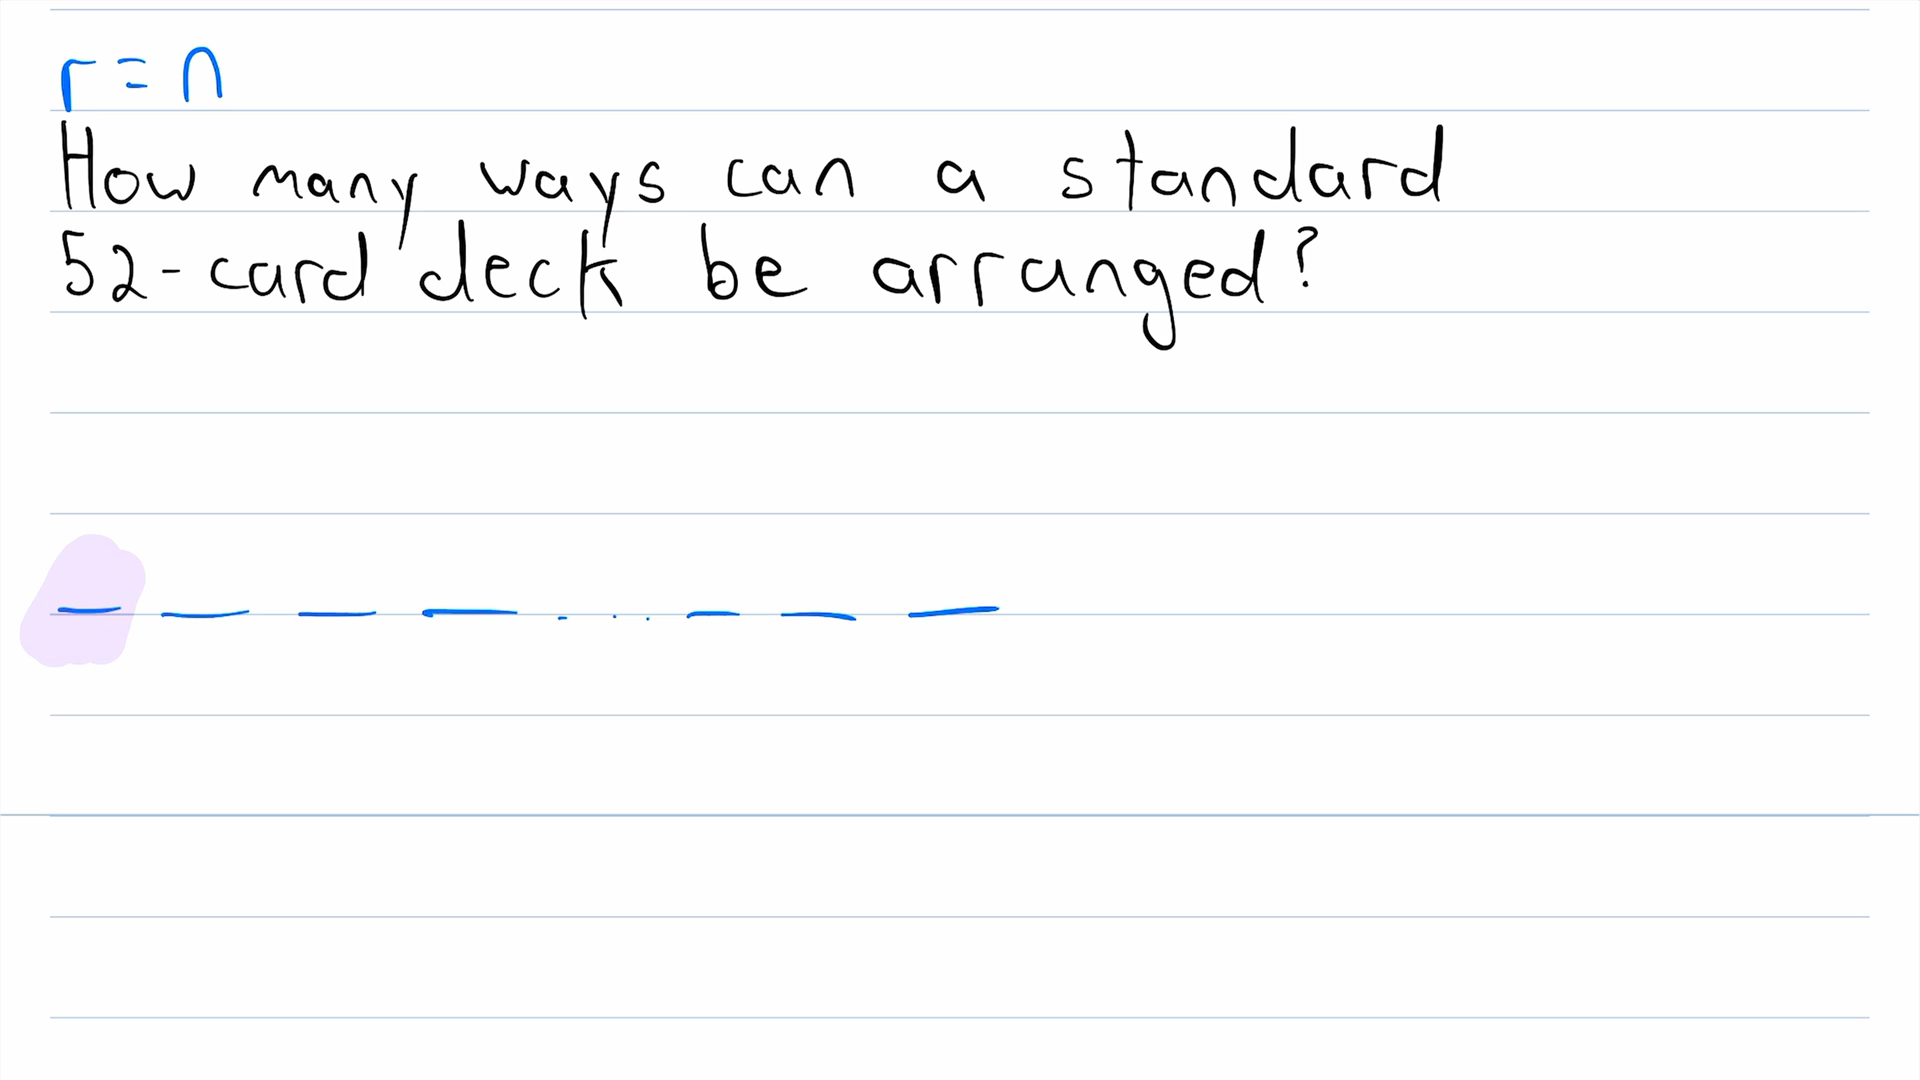 r = n
How many ways can a standard
52-card deck be arranged?
_ _ _ _ . . . _ _ _